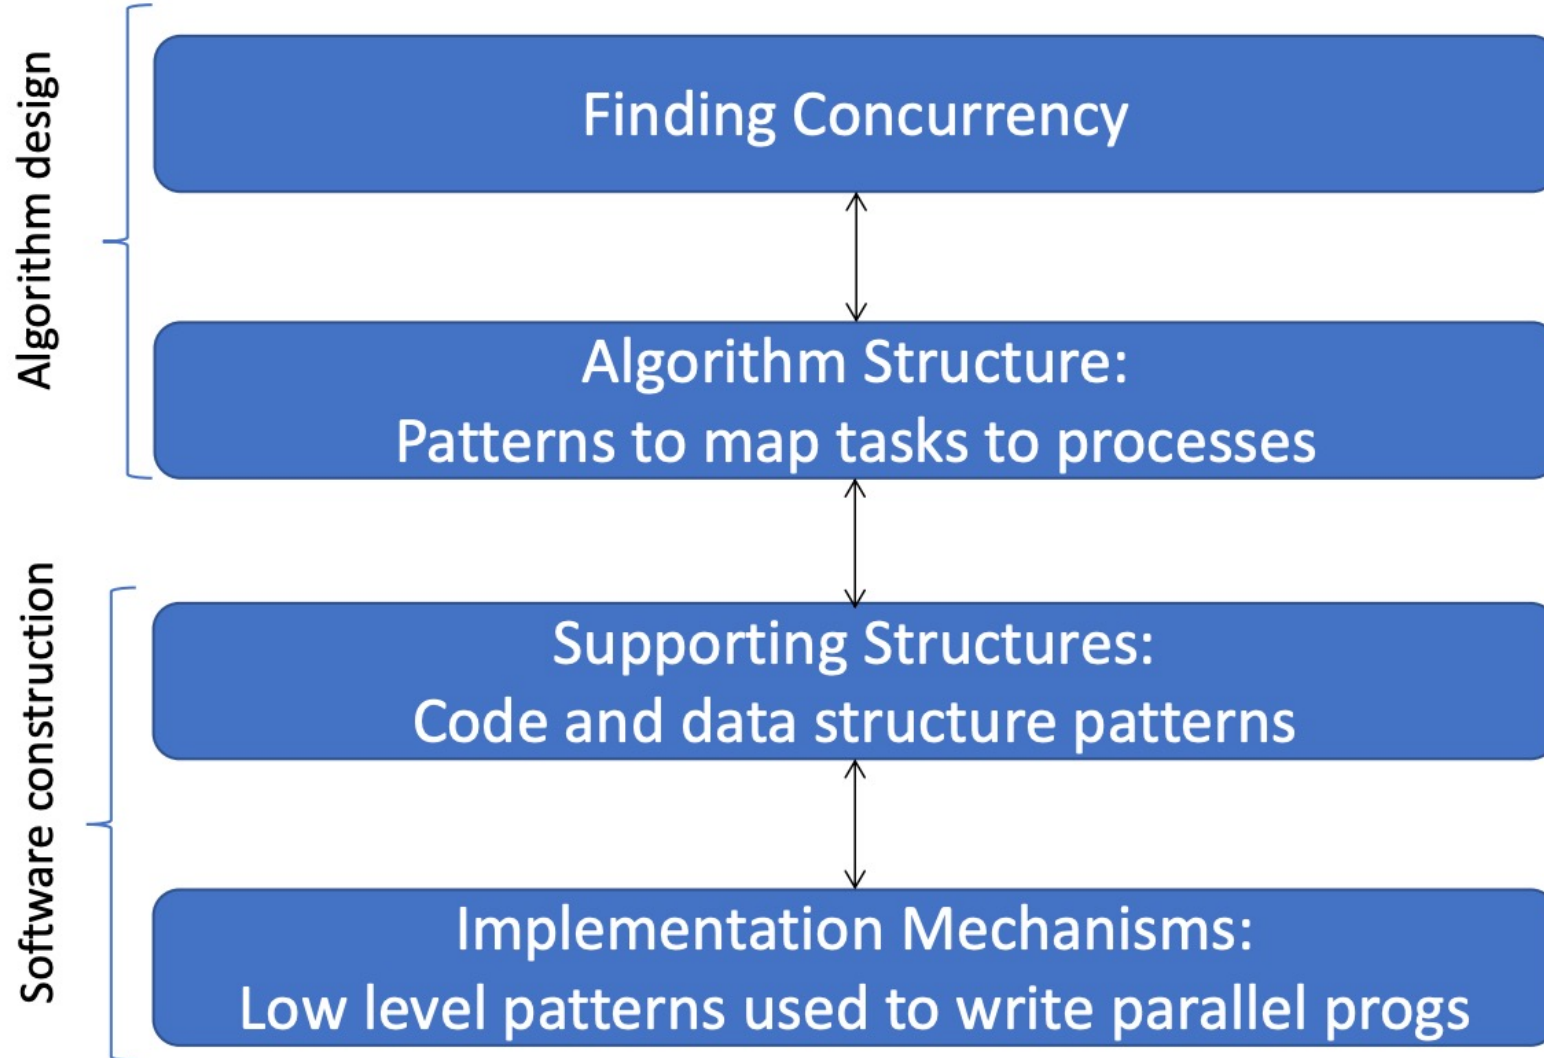 Algorithm design
Finding Concurrency
Algorithm Structure:
Patterns to map tasks to processes
Software construction
Supporting Structures:
Code and data structure patterns
Implementation Mechanisms:
Low level patterns used to write parallel progs